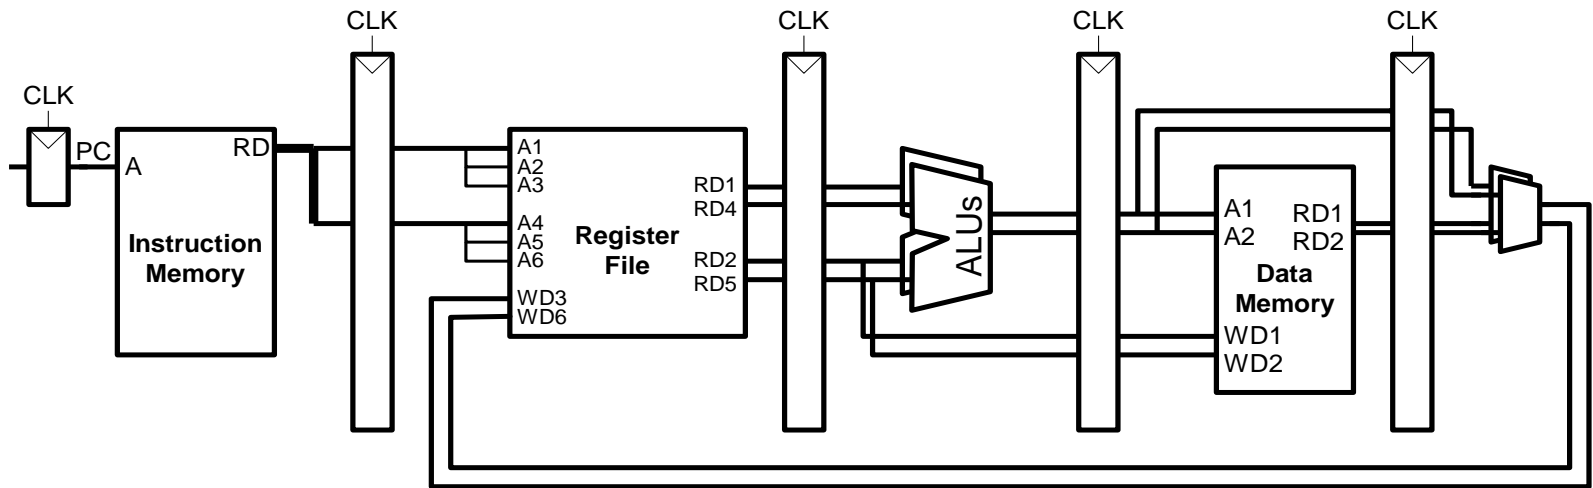 CLK
CLK
CLK
CLK
CLK
PC
A
RD
Instruction
Memory
A1
A2
A3
A4
A5
A6
WD3
WD6
Register
File
RD1
RD4
RD2
RD5
ALUs
A1
A2
RD1
RD2
Data
Memory
WD1
WD2